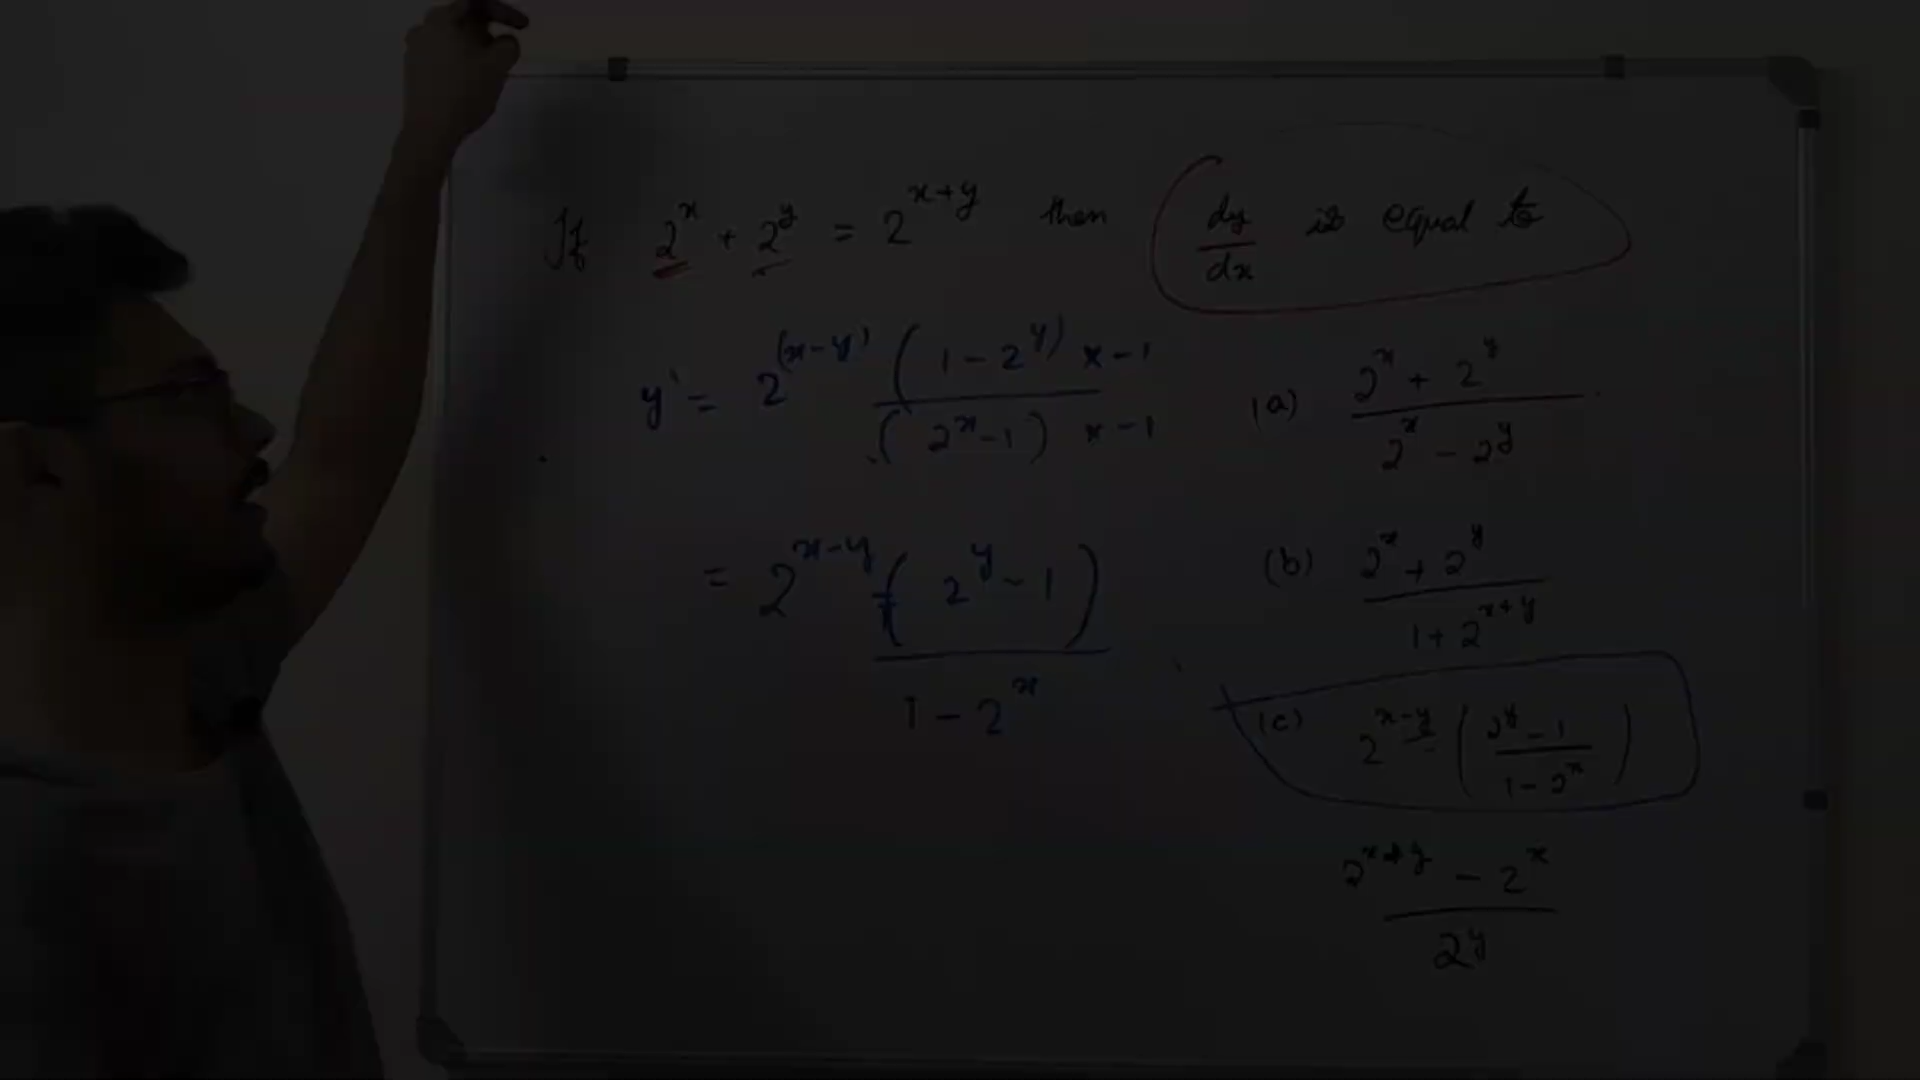 If 2^x + 2^y = 2^(x+y) then dy/dx is equal to
y' = 2^(x-y) (1-2^y) x -1 / (2^x -1) x -1
= 2^(x-y) (2^y - 1) / 1 - 2^x
(a) 2^x + 2^y / 2^x - 2^y
(b) 2^x + 2^y / 1 + 2^(x+y)
(c) 2^(x-y) (2^y - 1 / 1 - 2^x)
2^(x+y) - 2^x / 2^y